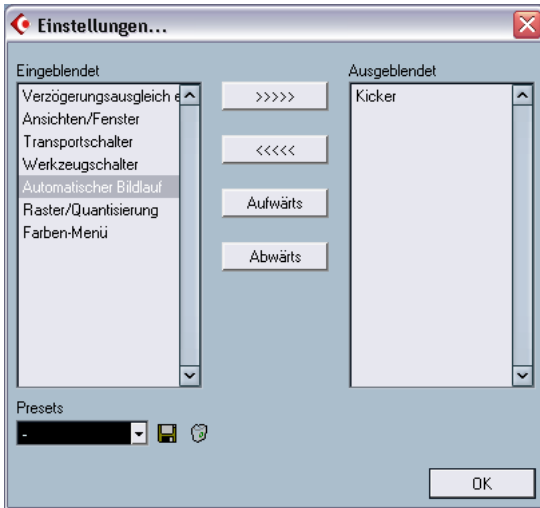 Einstellungen...
Eingeblendet
Ausgeblendet
Verzögerungsausgleich e
Ansichten/Fenster
Transportschalter
Werkzeugschalter
Automatischer Bildlauf
Raster/Quantisierung
Farben-Menü
>>>>>
<<<<<
Aufwärts
Abwärts
Kicker
Presets
-
OK